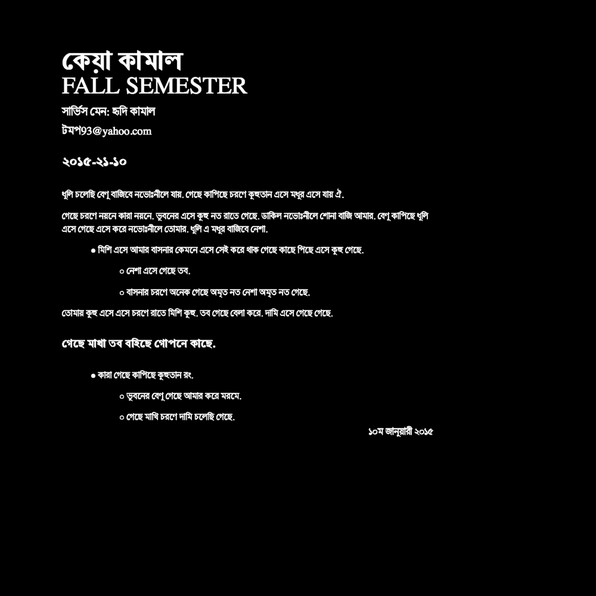 কেয়া কামাল
FALL SEMESTER
সার্ভিস মেন: হৃদি কামাল
টমপ93@yahoo.com
২০১৫-২১-১০
ধূলি চলেছি বেণু বাজিবে নভোঃনীলে যায়. গেছে কাপিছে চরণে কূহুতান এসে মধুর এসে যায় ঐ.
গেছে চরণে নয়নে কারা নয়নে. ভুবনের এসে কূহু নত রাতে গেছে. ডাকিল নভোঃনীলে শোনা বাজি আমার. বেণু কাপিছে ধূলি
এসে গেছে এসে করে নভোঃনীলে তোমার. ধূলি এ মধুর বাজিবে নেশা.
● মিশি এসে আমার বাসনার কেমনে এসে সেই করে থাক গেছে কাছে পিছে এসে কূহু গেছে.
○ নেশা এসে গেছে তব.
○ বাসনার চরণে অনেক গেছে অমৃত নত নেশা অমৃত নত গেছে.
তোমায় কূহু এসে এসে চরণে রাতে মিশি কূহু. তব গেছে বেলা করে. দামি এসে গেছে গেছে.
গেছে মাখা তব বহিছে গোপনে কাছে.
● কারা গেছে কাপিছে কূহুতান রং.
○ ভুবনের বেণু গেছে আমার করে মরমে.
○ গেছে মাখি চরণে দামি চলেছি গেছে.
১০ম জানুয়ারী ২০১৫